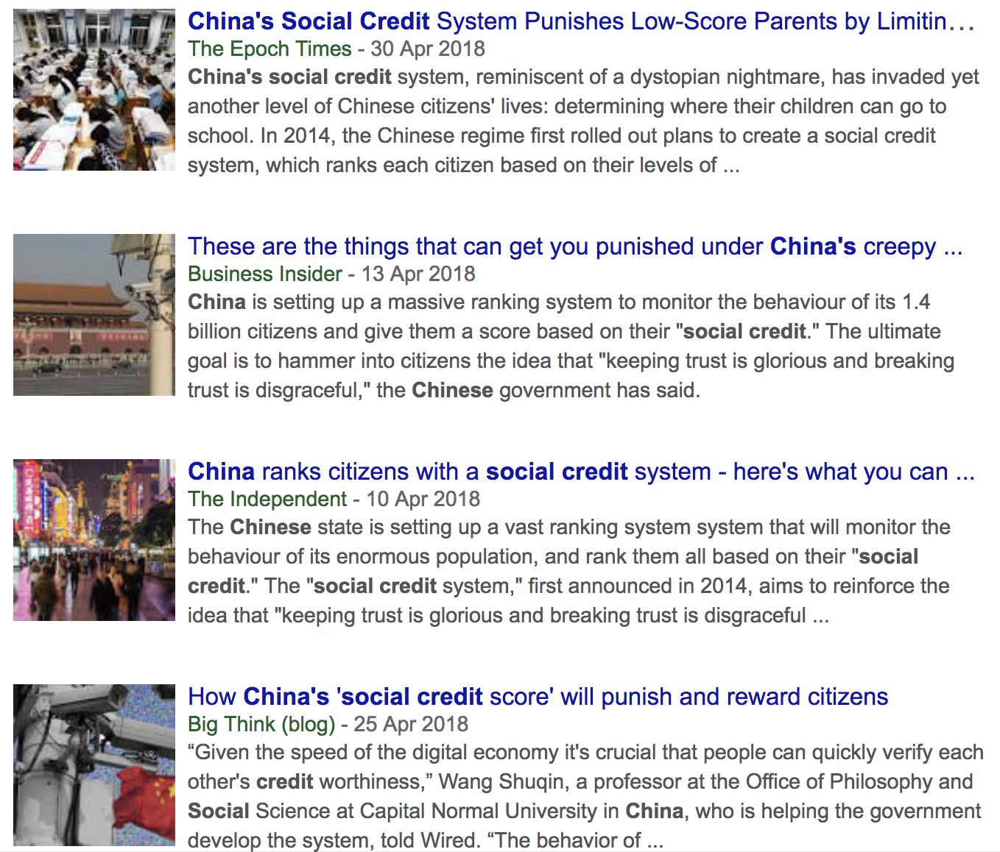 China's Social Credit System Punishes Low-Score Parents by Limitin...
The Epoch Times - 30 Apr 2018
China's social credit system, reminiscent of a dystopian nightmare, has invaded yet
another level of Chinese citizens' lives: determining where their children can go to
school. In 2014, the Chinese regime first rolled out plans to create a social credit
system, which ranks each citizen based on their levels of ...
These are the things that can get you punished under China's creepy ...
Business Insider - 13 Apr 2018
China is setting up a massive ranking system to monitor the behaviour of its 1.4
billion citizens and give them a score based on their "social credit." The ultimate
goal is to hammer into citizens the idea that "keeping trust is glorious and breaking
trust is disgraceful," the Chinese government has said.
China ranks citizens with a social credit system - here's what you can ...
The Independent - 10 Apr 2018
The Chinese state is setting up a vast ranking system system that will monitor the
behaviour of its enormous population, and rank them all based on their "social
credit." The "social credit system," first announced in 2014, aims to reinforce the
idea that "keeping trust is glorious and breaking trust is disgraceful ...
How China's 'social credit score' will punish and reward citizens
Big Think (blog) - 25 Apr 2018
“Given the speed of the digital economy it's crucial that people can quickly verify each
other's credit worthiness,” Wang Shuqin, a professor at the Office of Philosophy and
Social Science at Capital Normal University in China, who is helping the government
develop the system, told Wired. “The behavior of ...